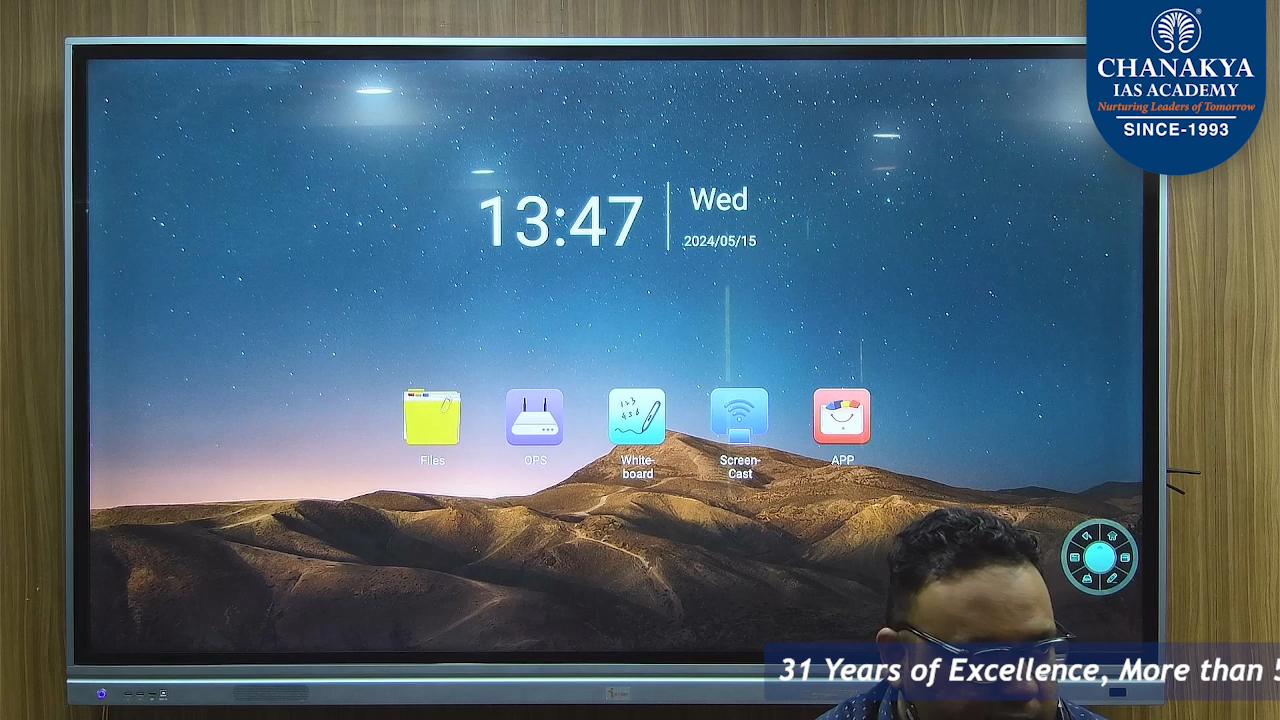 CHANAKYA
IAS ACADEMY
Nurturing Leaders of Tomorrow
SINCE-1993
13:47
Wed
2024/05/15
Files
OPS
White-
board
Screen-
Cast
APP
31 Years of Excellence, More than 5